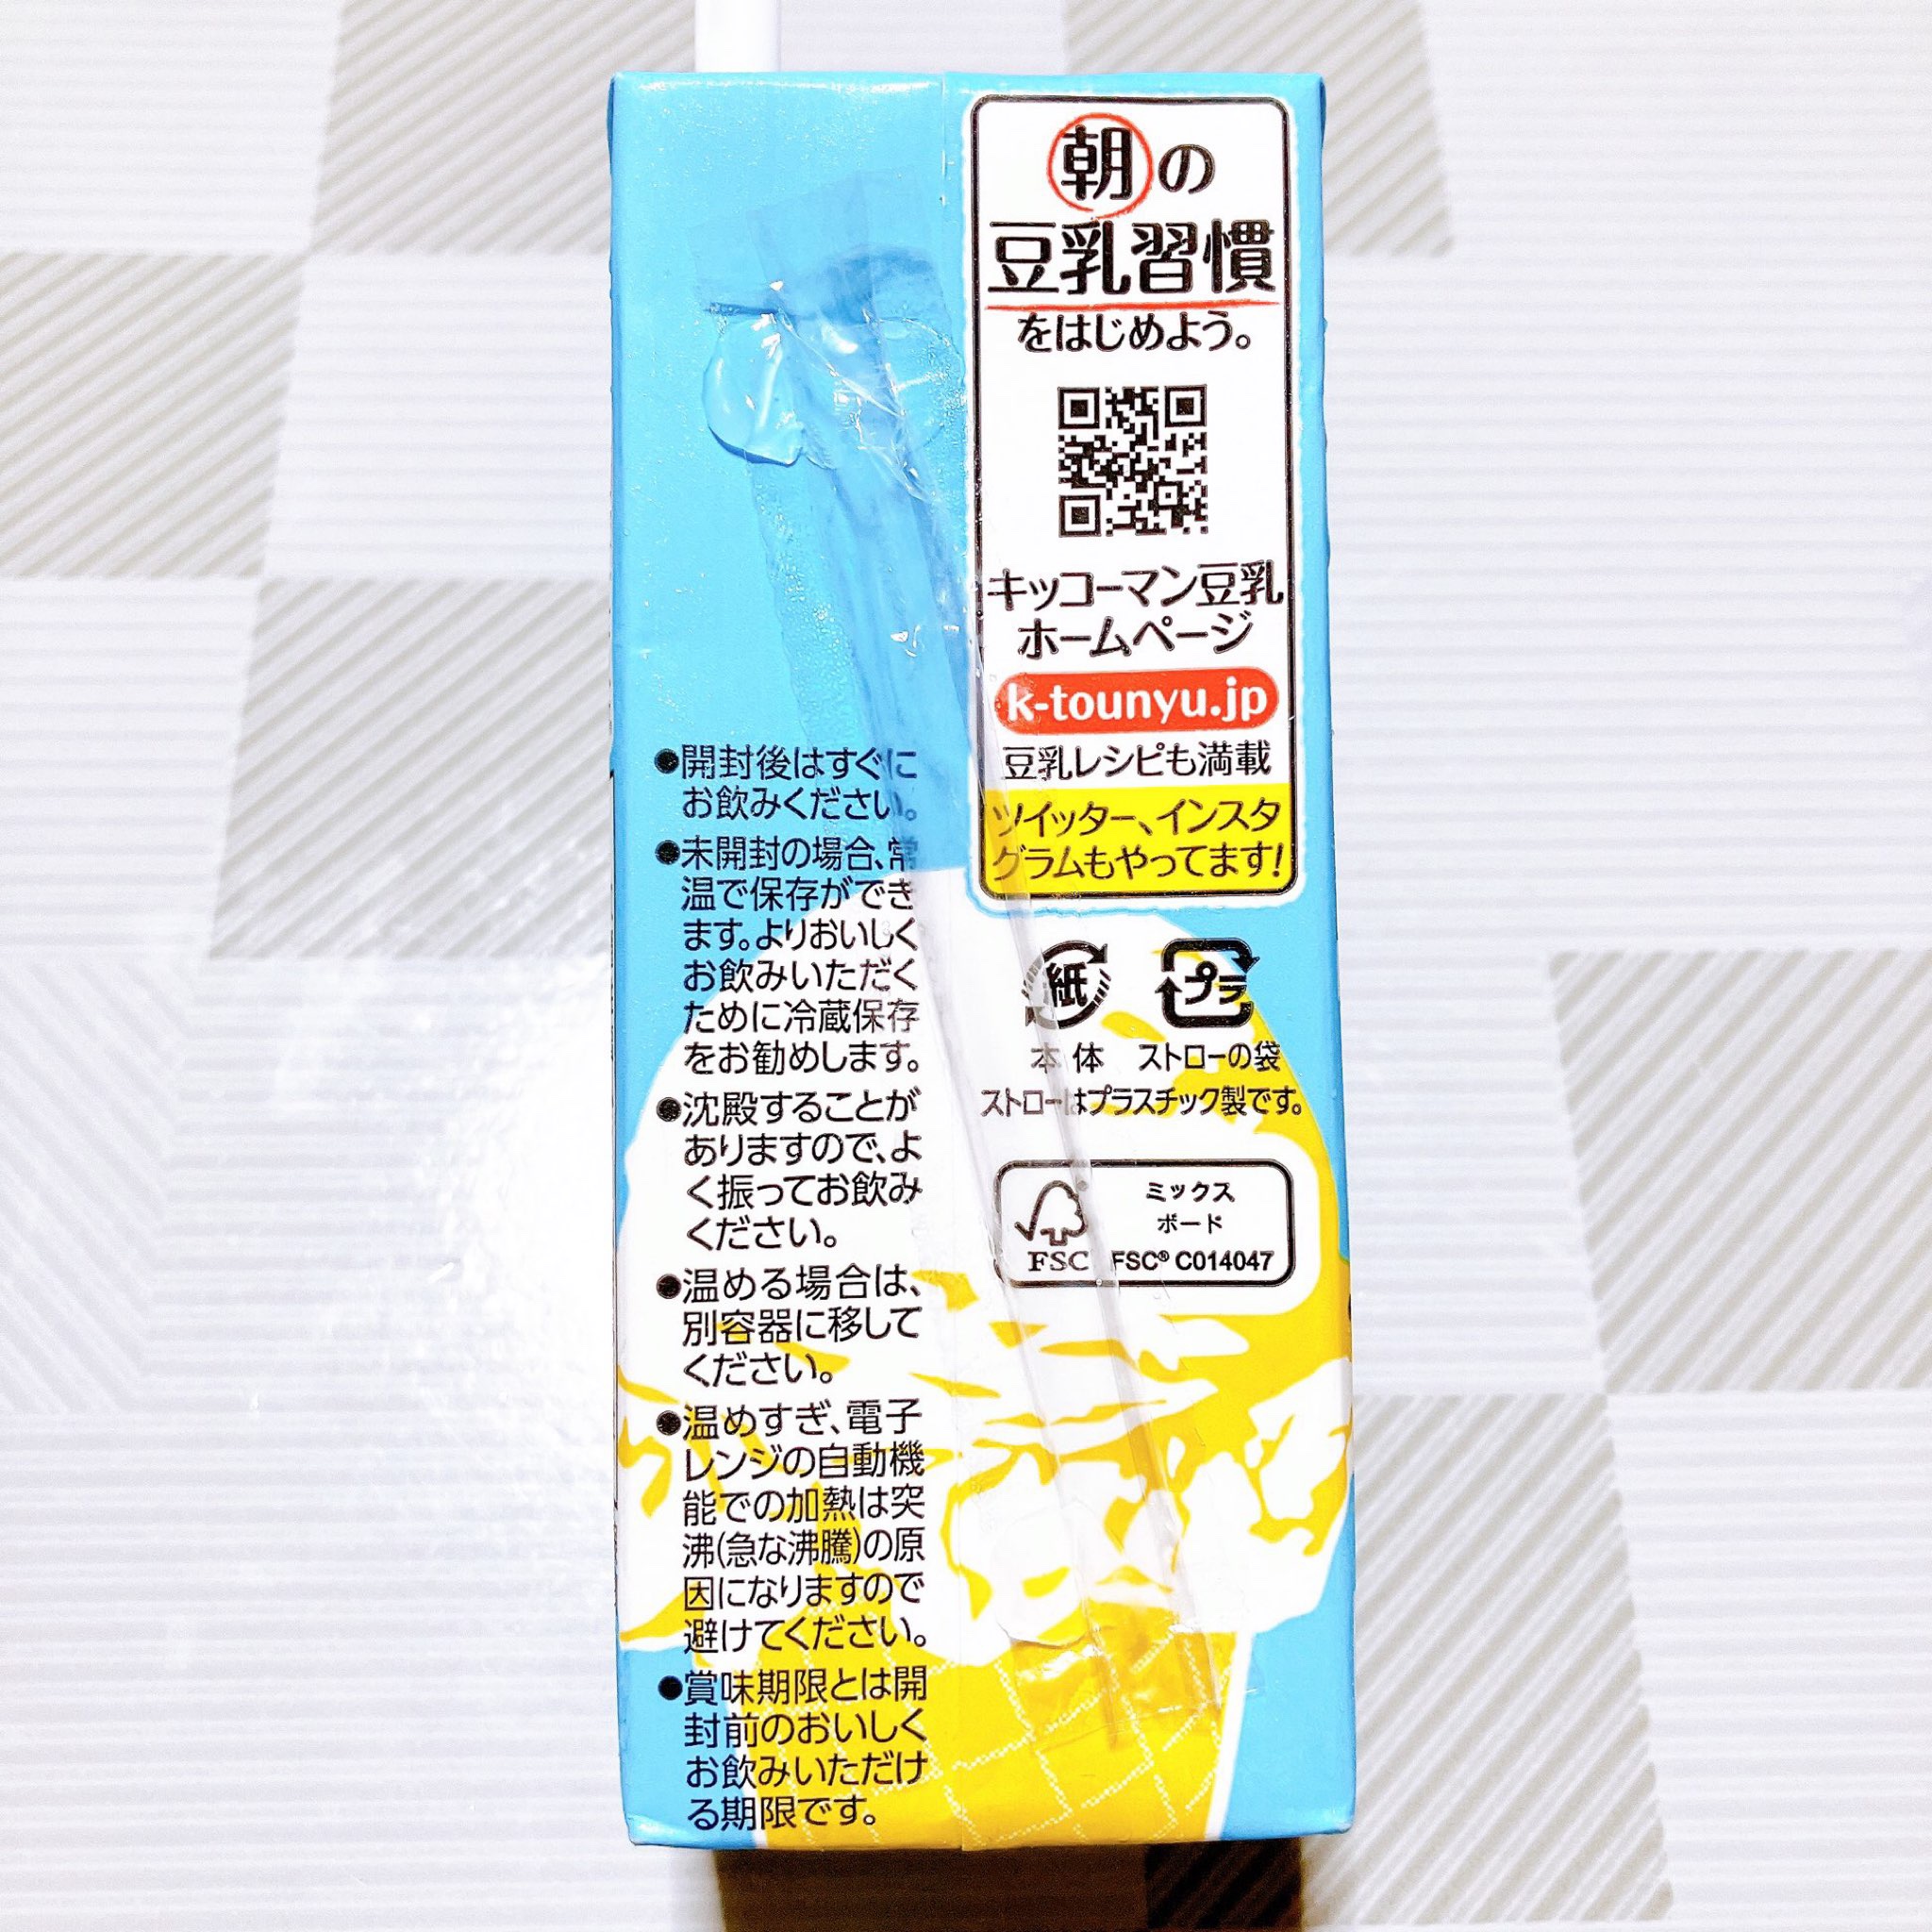 朝の
豆乳習慣
をはじめよう。
キッコーマン豆乳
ホームページ
k-tounyu.jp
豆乳レシピも満載
ツイッター、インスタ
グラムもやってます!
●開封後はすぐに
お飲みください。
●未開封の場合、常
温で保存ができ
ます。よりおいしく
お飲みいただく
ために冷蔵保存
をお勧めします。
●沈殿することが
ありますので、よ
く振ってお飲み
ください。
●温める場合は、
別容器に移して
ください。
●温めすぎ、電子
レンジの自動機
能での加熱は突
沸(急な沸騰)の原
因になりますので
避けてください。
●賞味期限とは開
封前のおいしく
お飲みいただけ
る期限です。
紙 プラ
本体 ストローの袋
ストローはプラスチック製です。
ミックス
ボード
FSC FSC® C014047